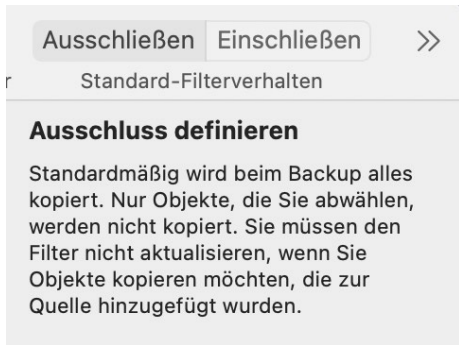 Ausschließen Einschließen
r Standard-Filterverhalten
Ausschluss definieren
Standardmäßig wird beim Backup alles
kopiert. Nur Objekte, die Sie abwählen,
werden nicht kopiert. Sie müssen den
Filter nicht aktualisieren, wenn Sie
Objekte kopieren möchten, die zur
Quelle hinzugefügt wurden.